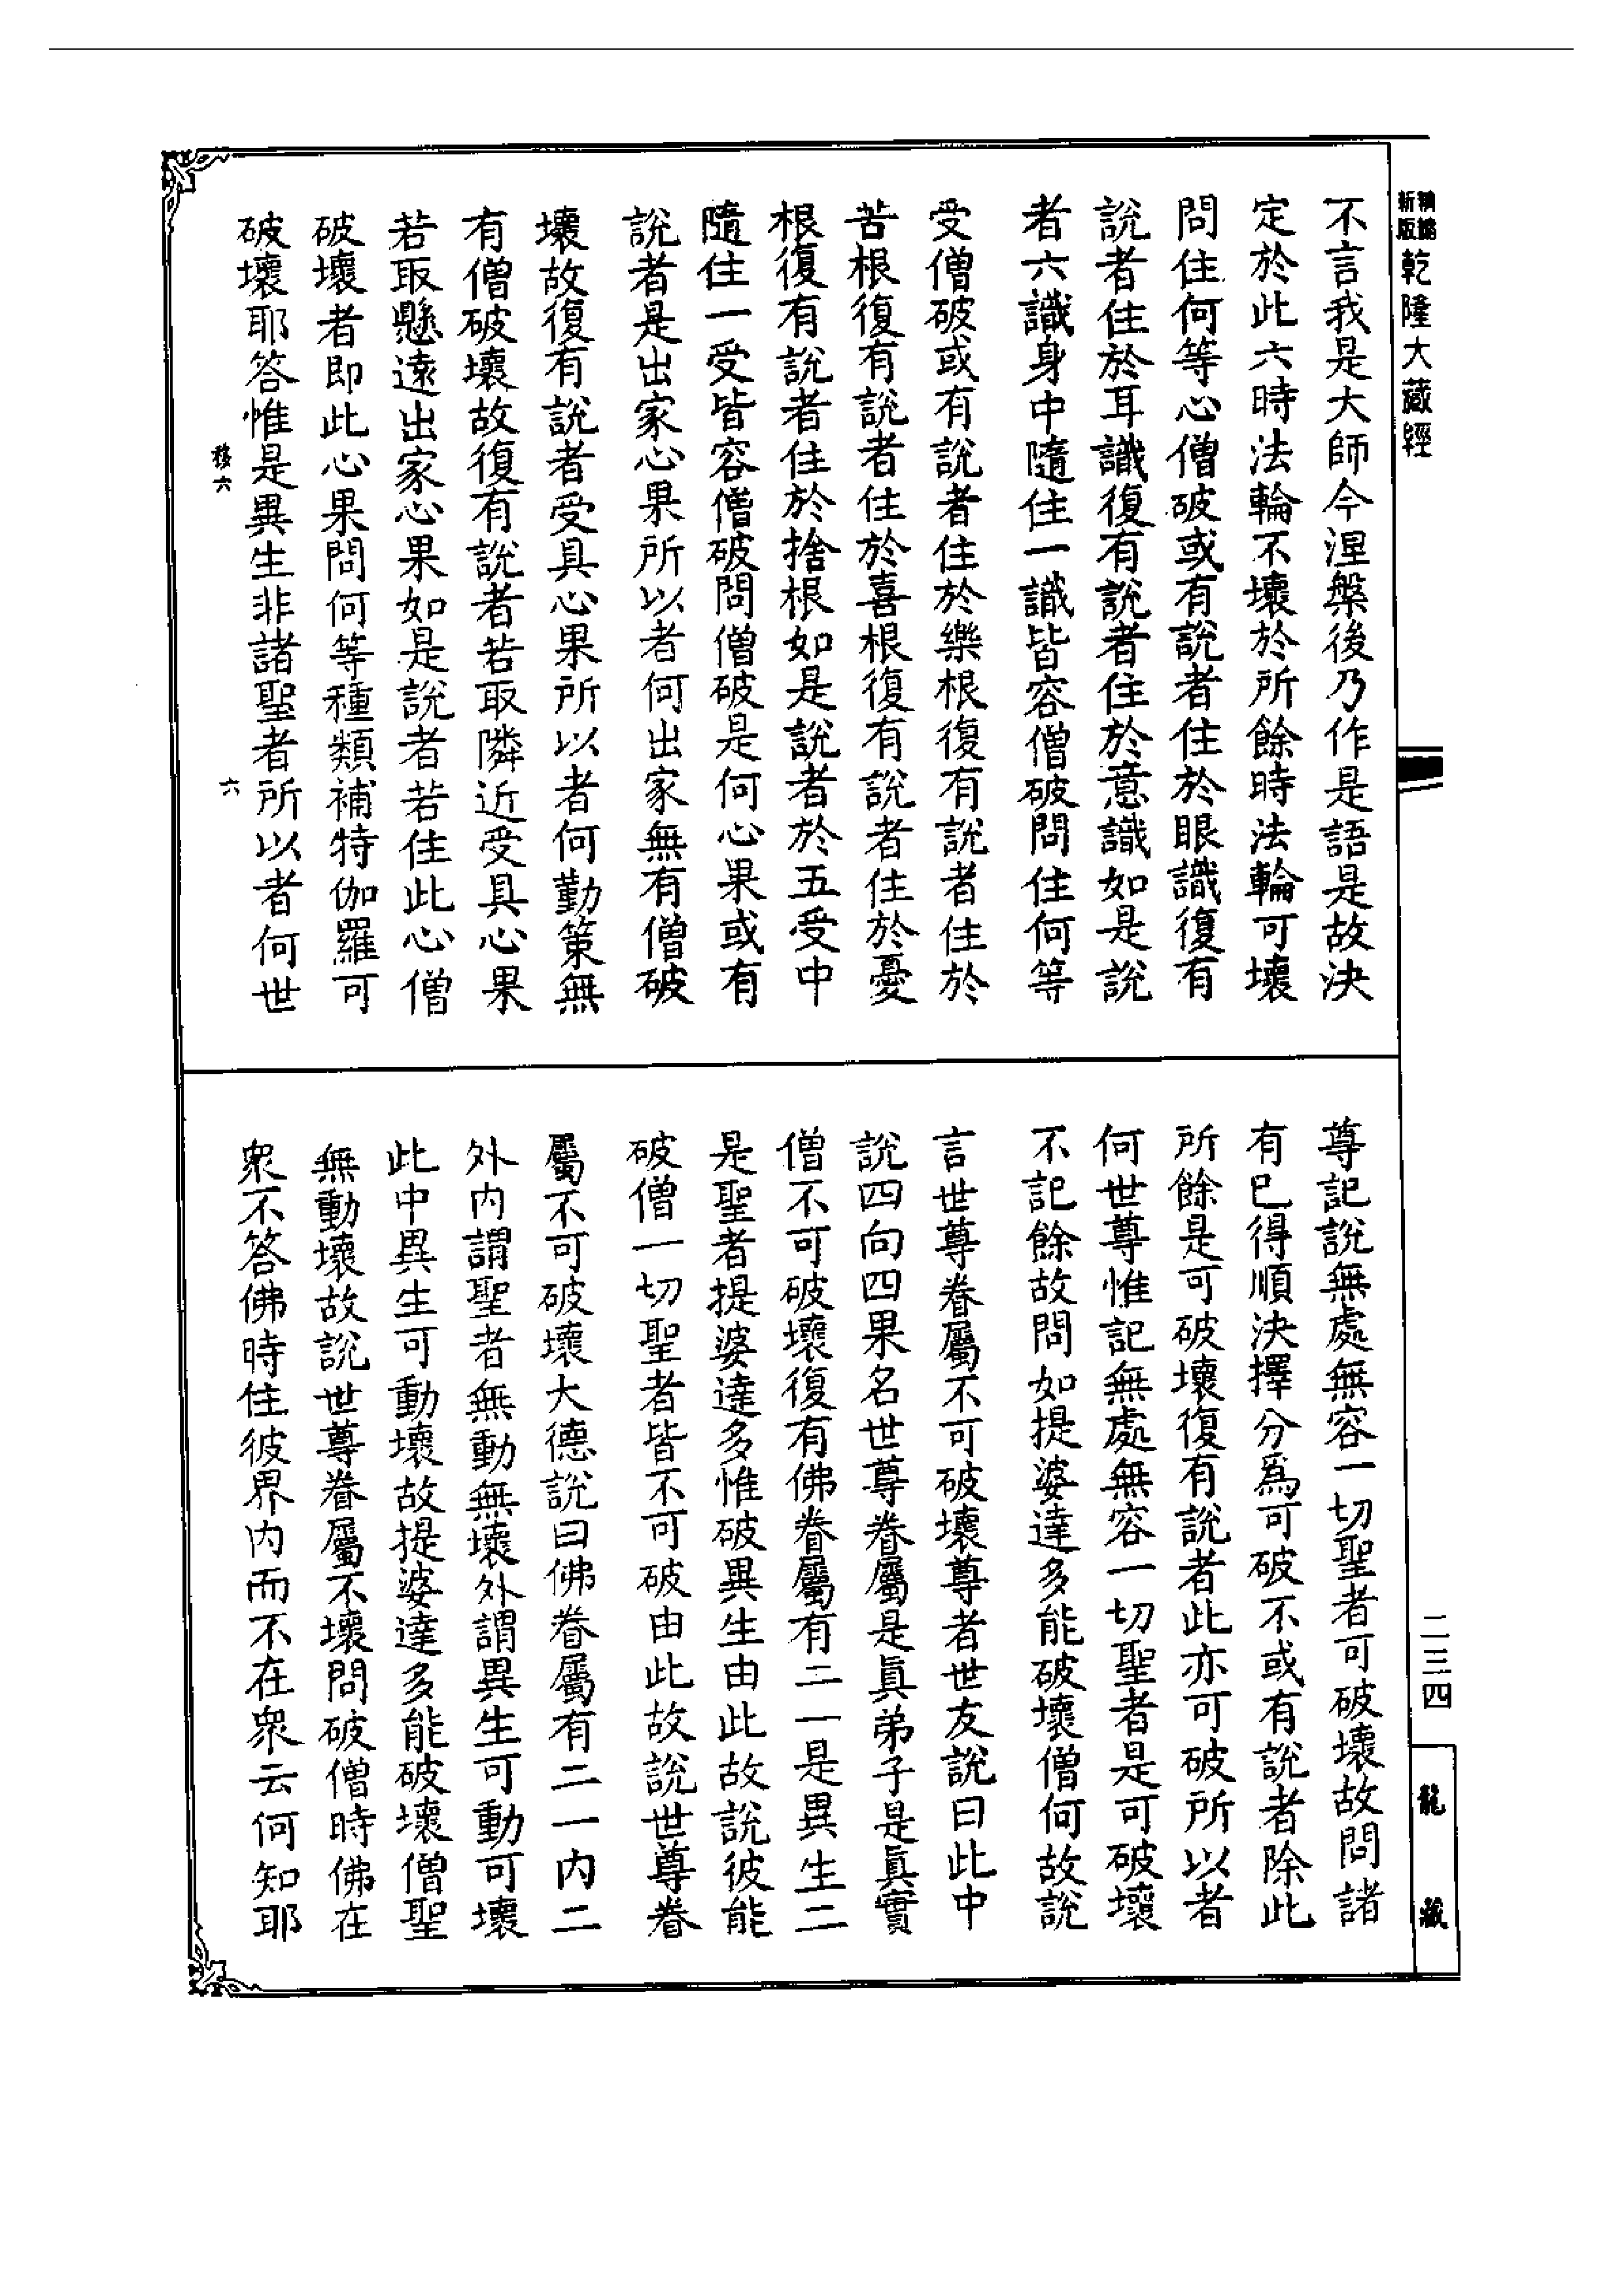 新版
精緻
乾隆大藏經
不言我是大師今涅槃後乃作是語是故決
定於此六時法輪不壞於所餘時法輪可壞
問住何等心僧破或有說者住於眼識復有
說者住於耳識復有說者住於意識如是說
者六識身中隨住一識皆容僧破問住何等
受僧破或有說者住於樂根復有說者住於
苦根復有說者住於喜根復有說者住於憂
根復有說者住於捨根如是說者於五受中
隨住一受皆容僧破問僧破是何心果或有
說者是出家心果所以者何出家無有僧破
壞故復有說者受具心果所以者何勤策無
有僧破壞故復有說者若取隣近受具心果
若取懸遠出家心果如是說者若住此心僧
破壞者即此心果問何等種類補特伽羅可
破壞耶答惟是異生非諸聖者所以者何世
六
尊記說無處無容一切聖者可破壞故問諸
有已得順決擇分為可破不或有說者除此
所餘是可破壞復有說者此亦可破所以者
何世尊惟記無處無容一切聖者是可破壞
不記餘故問如提婆達多能破壞僧何故說
言世尊眷屬不可破壞尊者世友說曰此中
說四向四果名世尊眷屬是真弟子是真實
僧不可破壞復有佛眷屬有二一是異生二
是聖者提婆達多惟破異生由此故說彼能
破僧一切聖者皆不可破由此故說世尊眷
屬不可破壞大德說曰佛眷屬有二一內二
外內謂聖者無動無壞外謂異生可動可壞
此中異生可動壞故提婆達多能破壞僧聖
無動壞故說世尊眷屬不壞問破僧時佛在
眾不答佛時住彼界內而不在眾云何知耶
二三四
龍藏